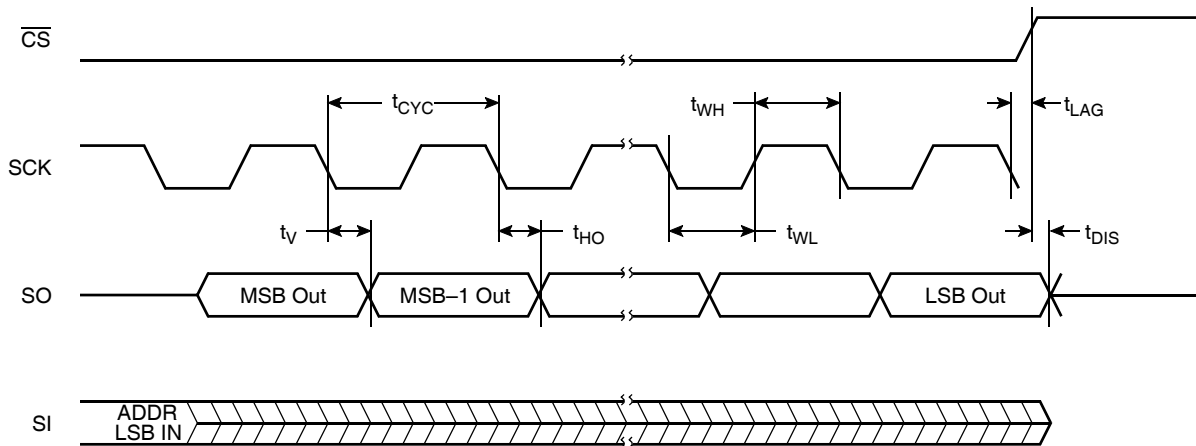 CS
tCYC
tWH
tLAG
SCK
tV
tHO
tWL
tDIS
SO
MSB Out
MSB–1 Out
LSB Out
SI
ADDR
LSB IN